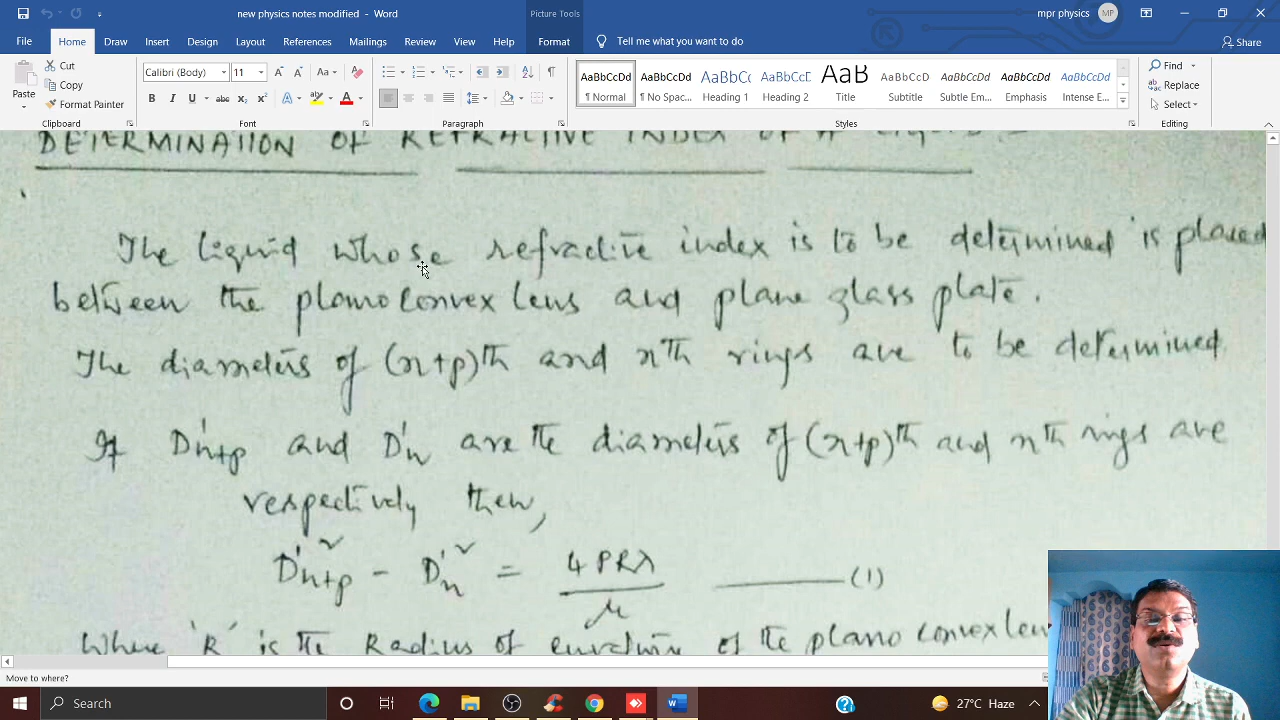 new physics notes modified - Word
Picture Tools
mpr physics
MP
File
Home
Draw
Insert
Design
Layout
References
Mailings
Review
View
Help
Format
Tell me what you want to do
Share
Paste
Cut
Copy
Format Painter
Clipboard
Calibri (Body)
11
Font
Paragraph
AaBbCcDd
¶ Normal
AaBbCcDd
¶ No Spac...
AaBbCc
Heading 1
AaBbCcE
Heading 2
AaB
Title
AaBbCcD
Subtitle
AaBbCcDd
Subtle Em...
AaBbCcDd
Emphasis
AaBbCcDd
Intense E...
Styles
Find
Replace
Select
Editing
DETERMINATION OF REFRACTIVE INDEX OF A Liquid :-
The liquid whose refractive index is to be determined is placed
between the plano convex lens and plane glass plate.
The diameters of (n+p)th and nth rings are to be determined.
If D'n+p and D'n are the diameters of (n+p)th and nth rings are
respectively then,
D'²n+p - D'²n = 4PRλ/μ ———(1)
Where 'R' is the Radius of curvature of the plano convex len
Move to where?
Search
27°C Haze